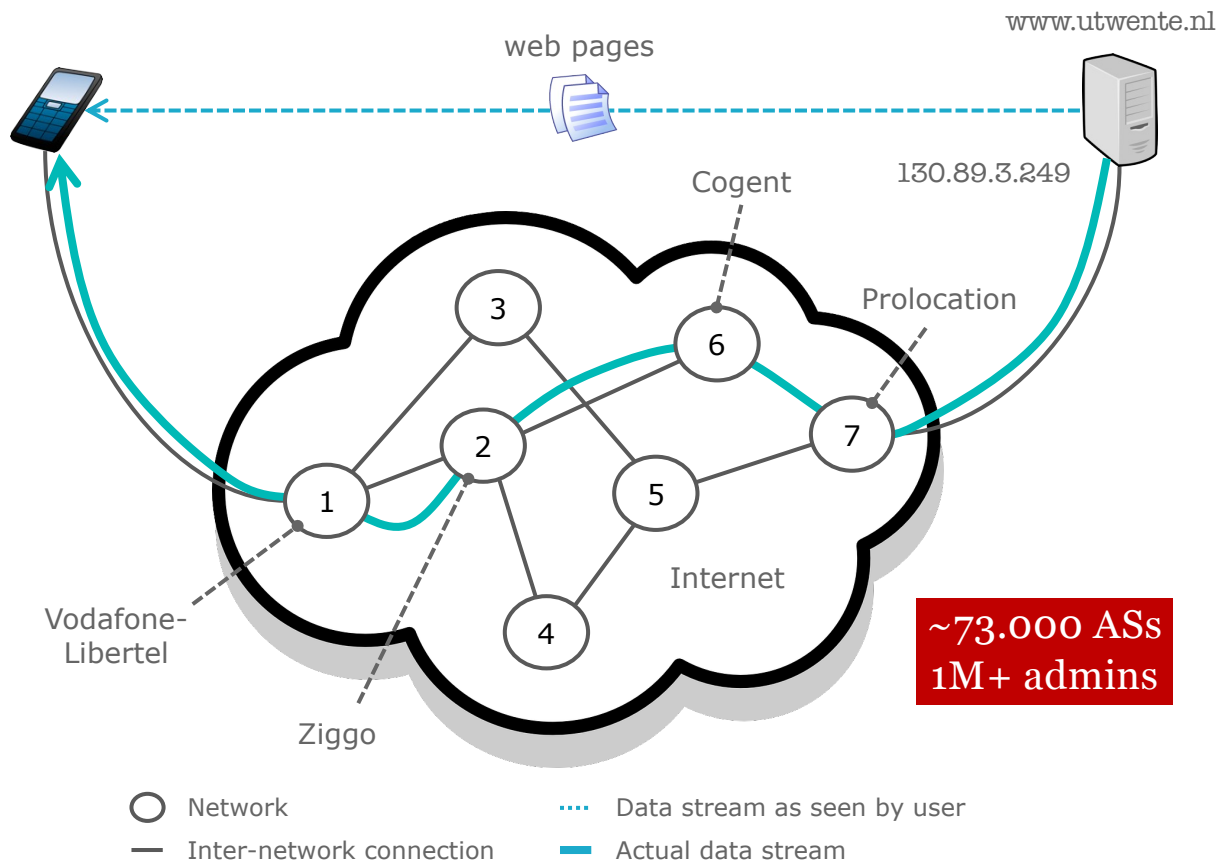 www.utwente.nl
web pages
130.89.3.249
Cogent
Prolocation
3
6
2
7
1
5
4
Internet
Vodafone-
Libertel
Ziggo
~73.000 ASs
1M+ admins
Network
Data stream as seen by user
Inter-network connection
Actual data stream